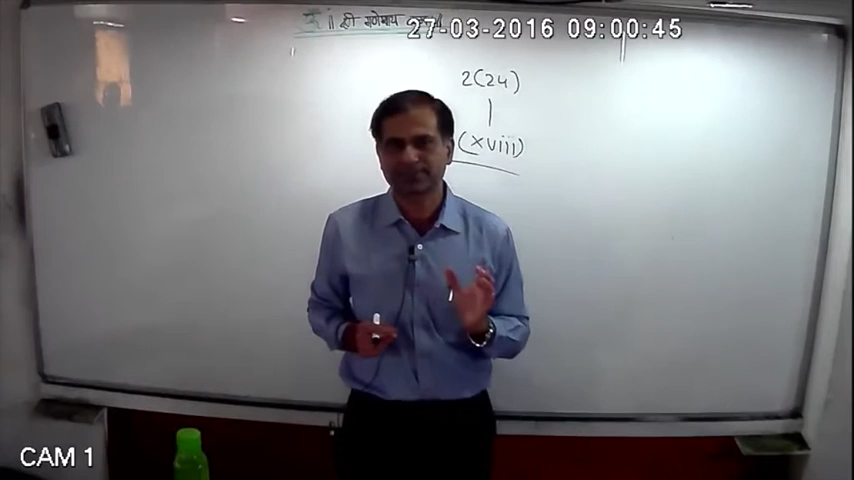 ॐ ॥ श्री गणेशाय नमः ॥
27-03-2016 09:00:45
2(24)
(xviii)
CAM 1